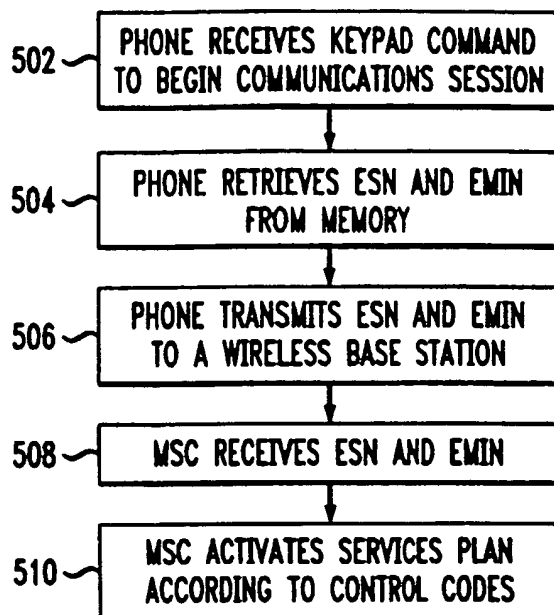 502
PHONE RECEIVES KEYPAD COMMAND
TO BEGIN COMMUNICATIONS SESSION
504
PHONE RETRIEVES ESN AND EMIN
FROM MEMORY
506
PHONE TRANSMITS ESN AND EMIN
TO A WIRELESS BASE STATION
508
MSC RECEIVES ESN AND EMIN
510
MSC ACTIVATES SERVICES PLAN
ACCORDING TO CONTROL CODES